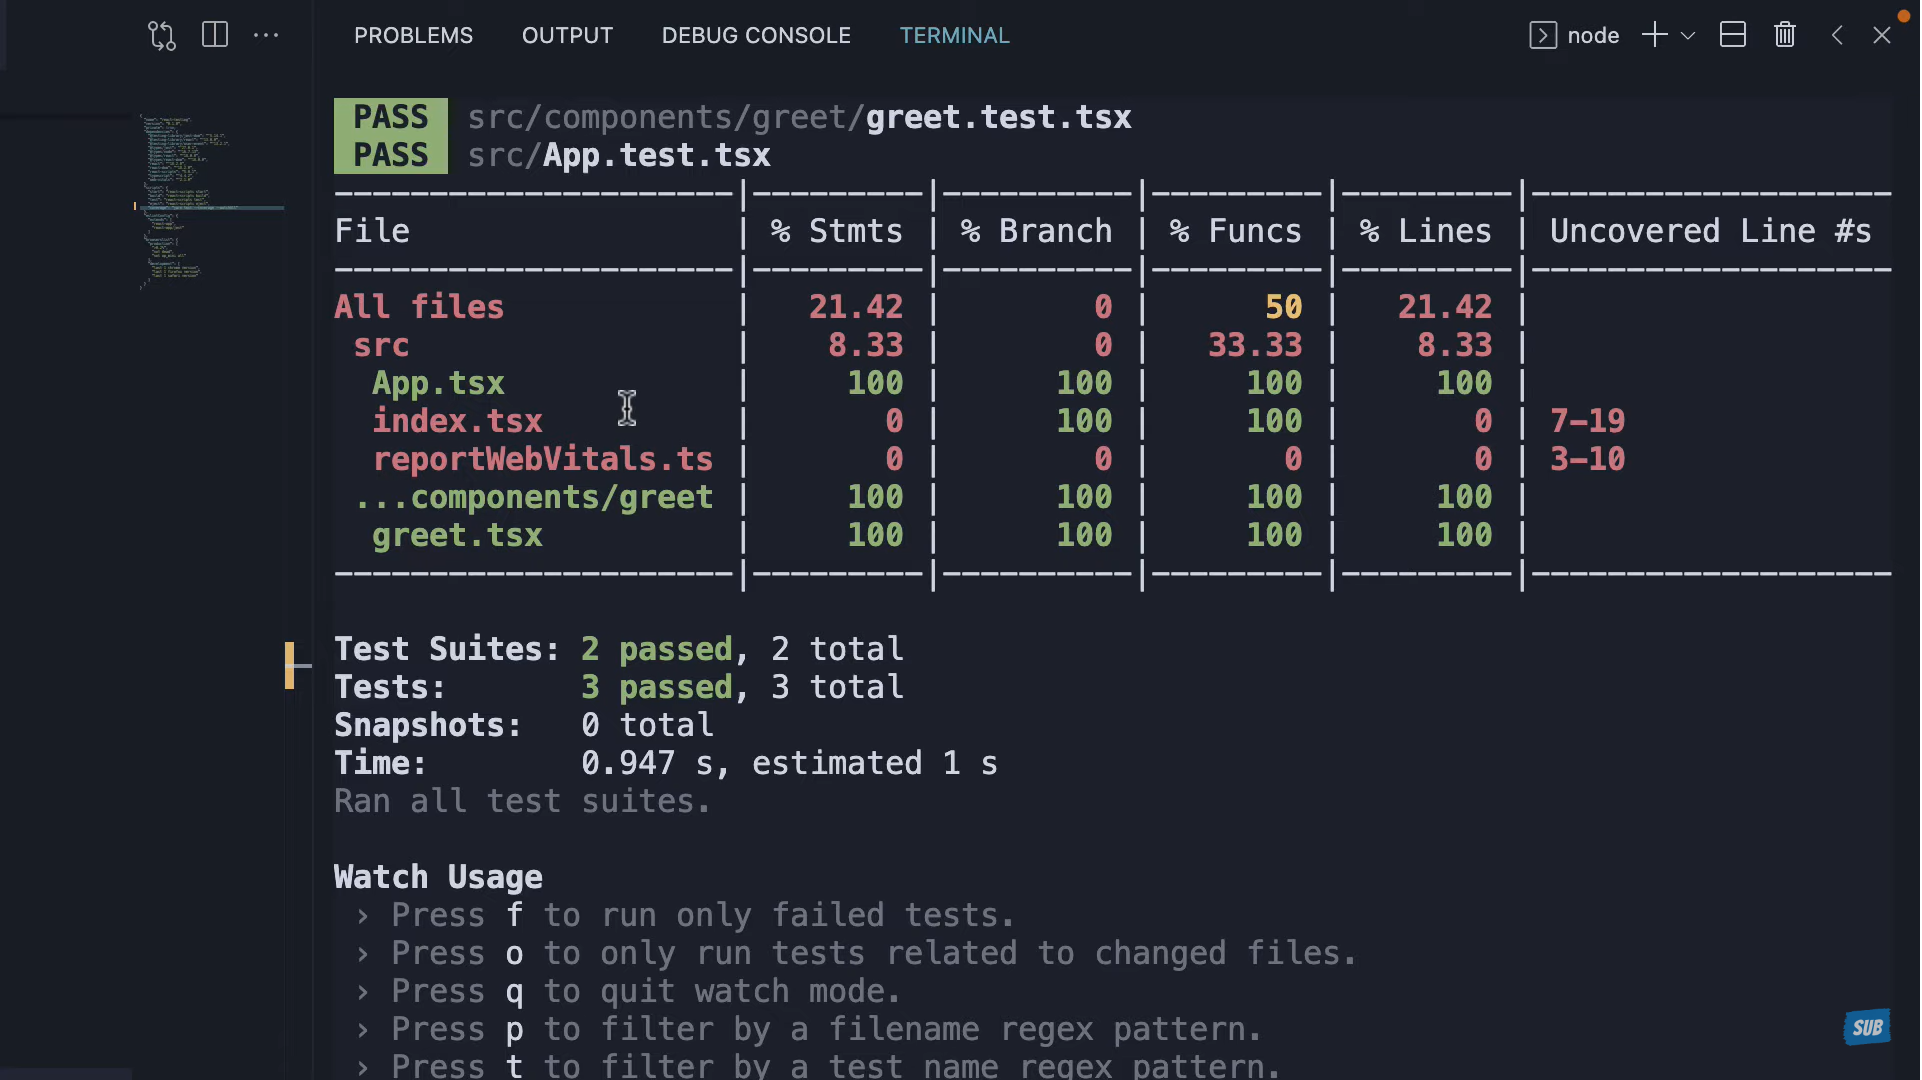 PROBLEMS OUTPUT DEBUG CONSOLE TERMINAL node
PASS src/components/greet/greet.test.tsx
PASS src/App.test.tsx
File | % Stmts | % Branch | % Funcs | % Lines | Uncovered Line #s
All files | 21.42 | 0 | 50 | 21.42 |
src | 8.33 | 0 | 33.33 | 8.33 |
App.tsx | 100 | 100 | 100 | 100 |
index.tsx | 0 | 100 | 100 | 0 | 7-19
reportWebVitals.ts | 0 | 0 | 0 | 0 | 3-10
...components/greet | 100 | 100 | 100 | 100 |
greet.tsx | 100 | 100 | 100 | 100 |
Test Suites: 2 passed, 2 total
Tests: 3 passed, 3 total
Snapshots: 0 total
Time: 0.947 s, estimated 1 s
Ran all test suites.
Watch Usage
› Press f to run only failed tests.
› Press o to only run tests related to changed files.
› Press q to quit watch mode.
› Press p to filter by a filename regex pattern.
› Press t to filter by a test name regex pattern.
SUB